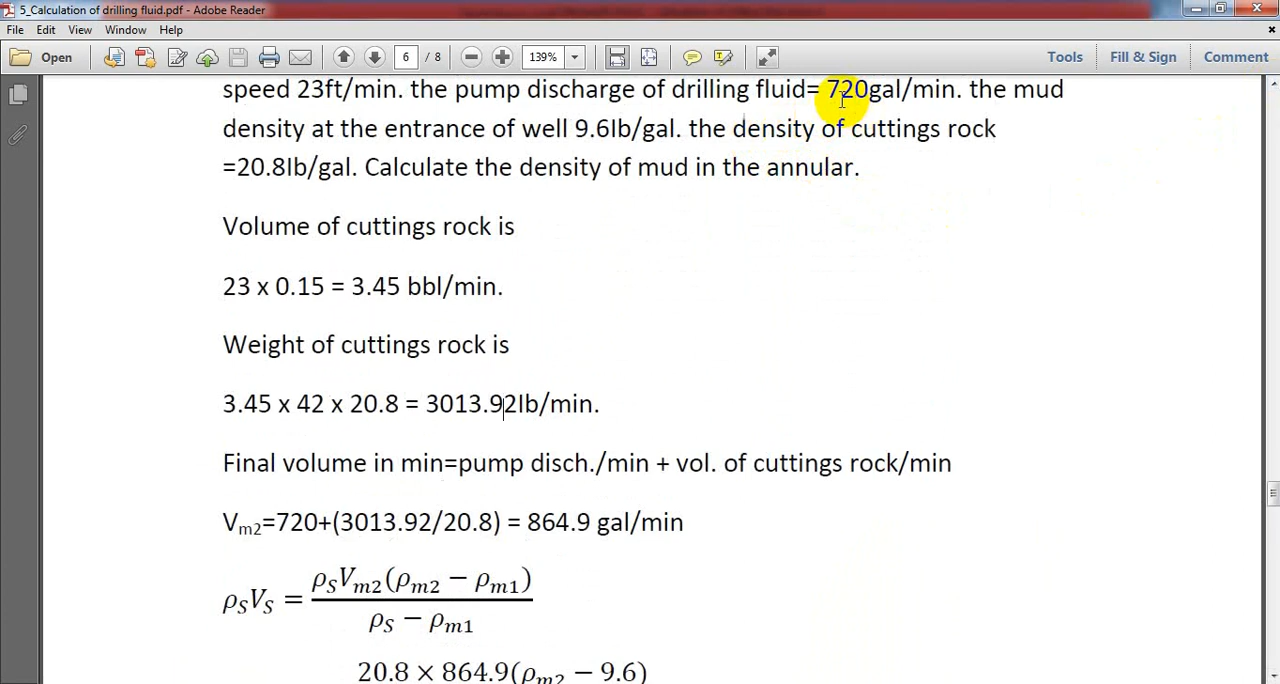 5_Calculation of drilling fluid.pdf - Adobe Reader
File Edit View Window Help
Open 6 / 8 139% Tools Fill & Sign Comment
speed 23ft/min. the pump discharge of drilling fluid= 720gal/min. the mud
density at the entrance of well 9.6lb/gal. the density of cuttings rock
=20.8lb/gal. Calculate the density of mud in the annular.
Volume of cuttings rock is
23 x 0.15 = 3.45 bbl/min.
Weight of cuttings rock is
3.45 x 42 x 20.8 = 3013.92lb/min.
Final volume in min=pump disch./min + vol. of cuttings rock/min
Vm2=720+(3013.92/20.8) = 864.9 gal/min
ρSVS = ρSVm2(ρm2 − ρm1)
ρS − ρm1
20.8 × 864.9(ρm2 − 9.6)